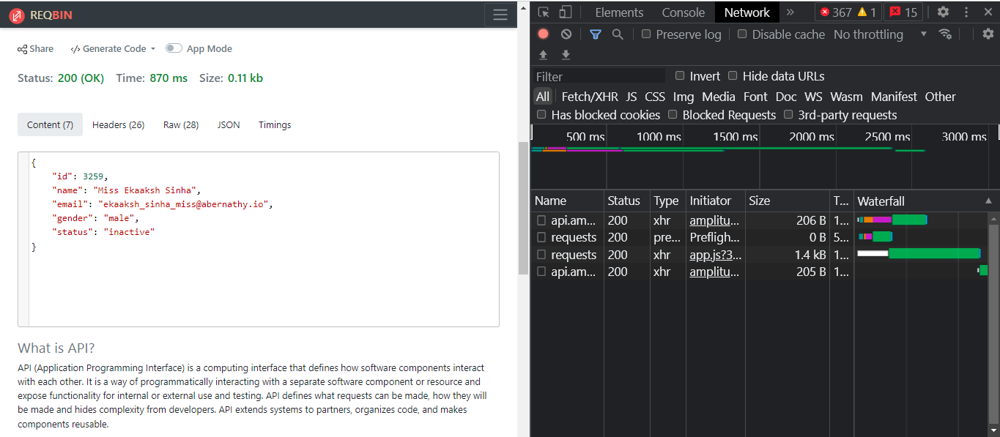 REQBIN
Share </> Generate Code App Mode
Status: 200 (OK) Time: 870 ms Size: 0.11 kb
Content (7) Headers (26) Raw (28) JSON Timings
{
"id": 3259,
"name": "Miss Ekaaksh Sinha",
"email": "ekaaksh_sinha_miss@abernathy.io",
"gender": "male",
"status": "inactive"
}
What is API?
API (Application Programming Interface) is a computing interface that defines how software components interact
with each other. It is a way of programmatically interacting with a separate software component or resource and
expose functionality for internal or external use and testing. API defines what requests can be made, how they will
be made and hides complexity from developers. API extends systems to partners, organizes code, and makes
components reusable.
Elements Console Network » 367 1 15
Preserve log Disable cache No throttling
Filter Invert Hide data URLs
All Fetch/XHR JS CSS Img Media Font Doc WS Wasm Manifest Other
Has blocked cookies Blocked Requests 3rd-party requests
500 ms 1000 ms 1500 ms 2000 ms 2500 ms 3000 ms
Name Status Type Initiator Size T... Waterfall
api.am... 200 xhr amplitu... 206 B 1...
requests 200 pre... Prefligh... 0 B 5...
requests 200 xhr app.js?3... 1.4 kB 1...
api.am... 200 xhr amplitu... 205 B 1...